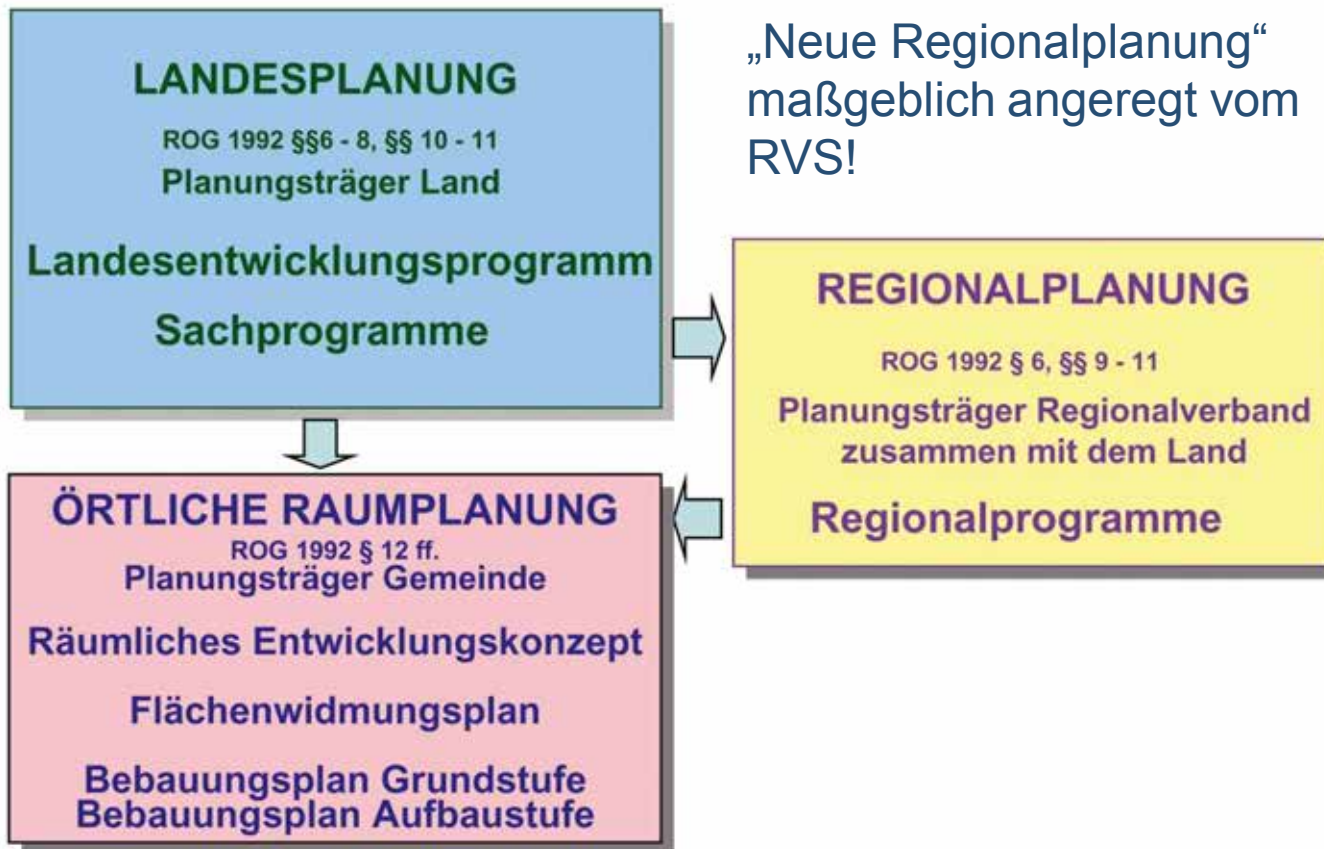 LANDESPLANUNG
ROG 1992 §§6 - 8, §§ 10 - 11
Planungsträger Land
Landesentwicklungsprogramm
Sachprogramme
„Neue Regionalplanung“
maßgeblich angeregt vom
RVS!
REGIONALPLANUNG
ROG 1992 § 6, §§ 9 - 11
Planungsträger Regionalverband
zusammen mit dem Land
Regionalprogramme
ÖRTLICHE RAUMPLANUNG
ROG 1992 § 12 ff.
Planungsträger Gemeinde
Räumliches Entwicklungskonzept
Flächenwidmungsplan
Bebauungsplan Grundstufe
Bebauungsplan Aufbaustufe